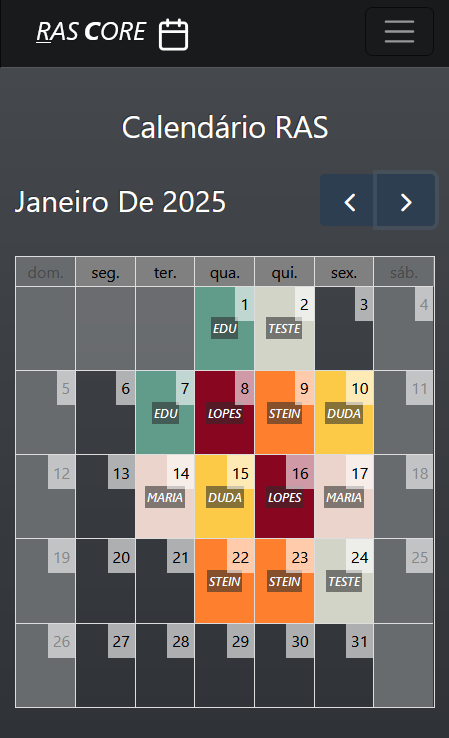 RAS CORE
Calendário RAS
Janeiro De 2025
dom. seg. ter. qua. qui. sex. sáb.
1 2 3 4
EDU TESTE
5 6 7 8 9 10 11
EDU LOPES STEIN DUDA
12 13 14 15 16 17 18
MARIA DUDA LOPES MARIA
19 20 21 22 23 24 25
STEIN STEIN TESTE
26 27 28 29 30 31